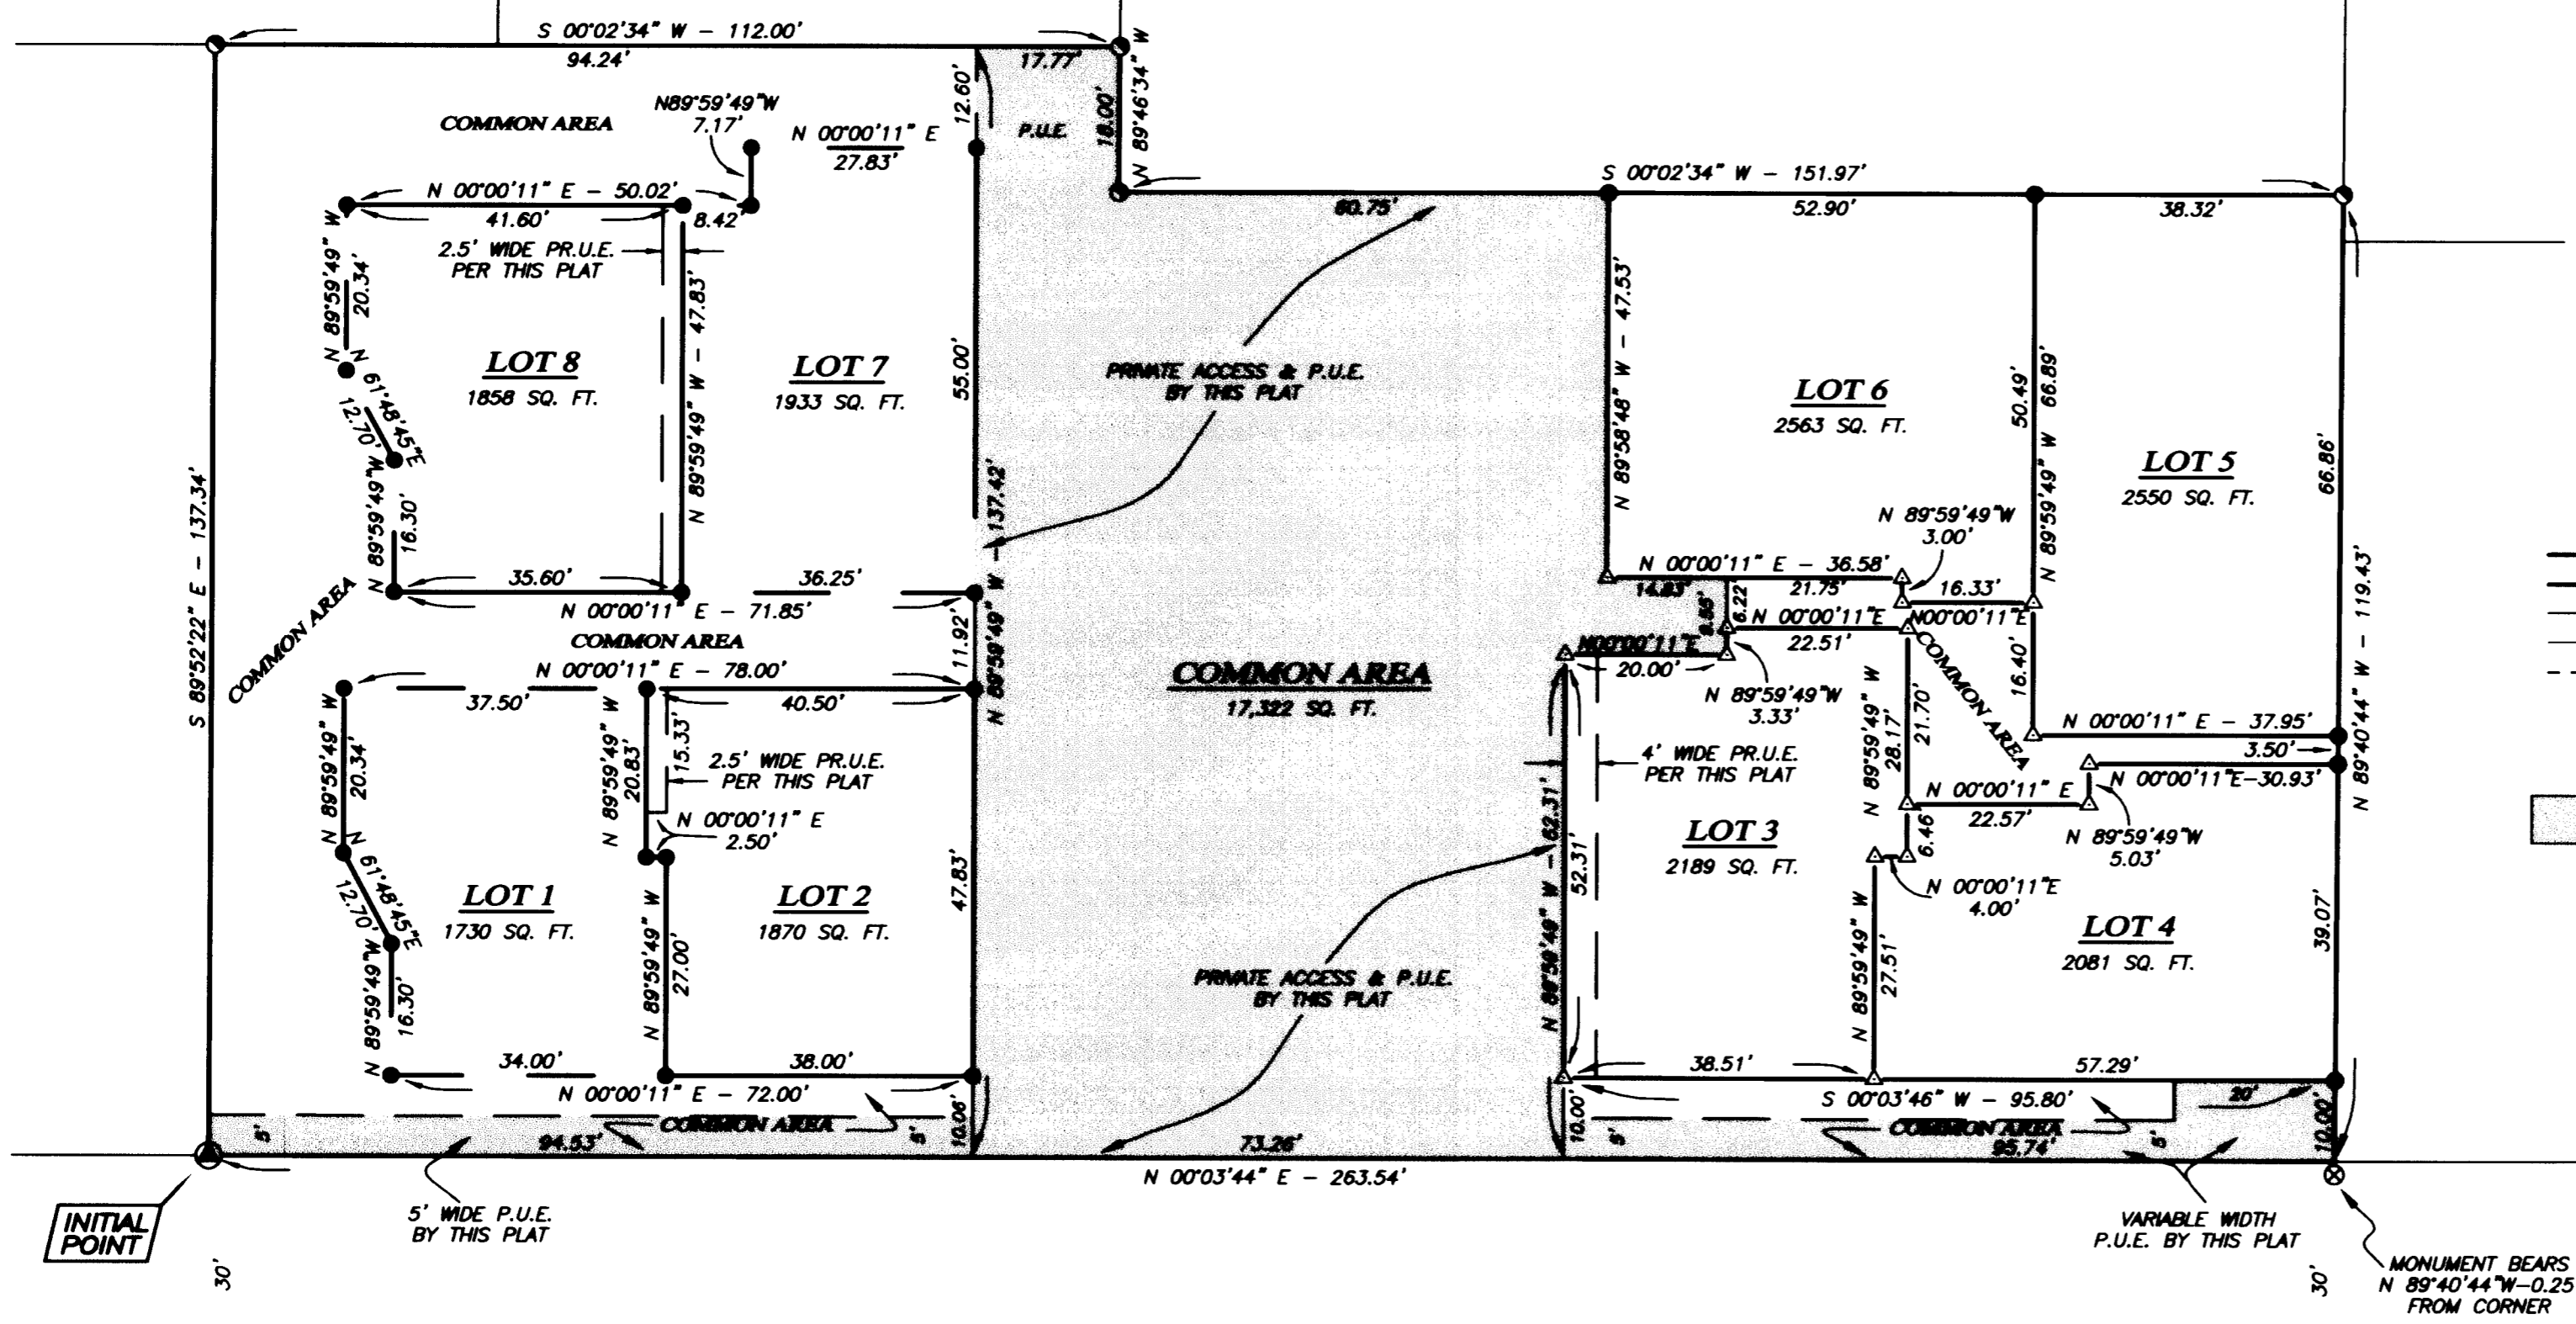 S 00°02'34" W - 112.00'
94.24'
17.77'
12.60'
18.00'
N 89°46'34" W
P.U.E.
COMMON AREA
N89°59'49"W
7.17'
N 00°00'11" E
27.83'
S 00°02'34" W - 151.97'
60.75'
52.90'
38.32'
N 00°00'11" E - 50.02'
41.60'
8.42'
2.5' WIDE PR.U.E.
PER THIS PLAT
N 89°59'49" W
20.34'
N 61°48'45"E
12.70'
N 89°59'49" W
16.30'
LOT 8
1858 SQ. FT.
N 89°59'49" W - 47.83'
LOT 7
1933 SQ. FT.
55.00'
PRIVATE ACCESS & P.U.E.
BY THIS PLAT
N 89°58'48" W - 47.53'
LOT 6
2563 SQ. FT.
50.49'
N 89°59'49" W 66.89'
LOT 5
2550 SQ. FT.
66.86'
S 89°52'22" E - 137.34'
N 89°59'49" W - 137.42'
35.60'
36.25'
N 00°00'11" E - 71.85'
COMMON AREA
COMMON AREA
11.92'
N 00°00'11" E - 78.00'
37.50'
40.50'
N 89°59'49"W
3.00'
N 00°00'11" E - 36.58'
14.83'
21.75'
16.33'
9.55'
6.22'
N 00°00'11"E
N00°00'11"E
22.51'
N00°00'11"E
20.00'
N 89°59'49"W
3.33'
COMMON AREA
16.40'
N 89°40'44" W - 119.43'
COMMON AREA
17,322 SQ. FT.
N 89°59'49" W
20.34'
N 89°59'49" W
20.83'
15.33'
2.5' WIDE PR.U.E.
PER THIS PLAT
N 00°00'11" E
2.50'
4' WIDE PR.U.E.
PER THIS PLAT
N 89°59'49" W
28.17'
21.70'
N 00°00'11" E - 37.95'
3.50'
N 00°00'11"E-30.93'
N 00°00'11" E
22.57'
N 89°59'49"W
5.03'
6.46'
N 61°48'45"E
12.70'
N 89°59'49"W
16.30'
LOT 1
1730 SQ. FT.
N 89°59'49" W
27.00'
LOT 2
1870 SQ. FT.
47.83'
N 89°59'49" W - 62.31'
52.31'
LOT 3
2189 SQ. FT.
N 00°00'11"E
4.00'
N 89°59'49" W
27.51'
LOT 4
2081 SQ. FT.
39.07'
PRIVATE ACCESS & P.U.E.
BY THIS PLAT
34.00'
38.00'
N 00°00'11" E - 72.00'
38.51'
57.29'
S 00°03'46" W - 95.80'
20'
5'
COMMON AREA
5'
10.06'
94.53'
73.26'
10.00'
5'
COMMON AREA
5'
95.74'
10.00'
N 00°03'44" E - 263.54'
INITIAL
POINT
5' WIDE P.U.E.
BY THIS PLAT
VARIABLE WIDTH
P.U.E. BY THIS PLAT
30'
30'
MONUMENT BEARS
N 89°40'44"W-0.25
FROM CORNER